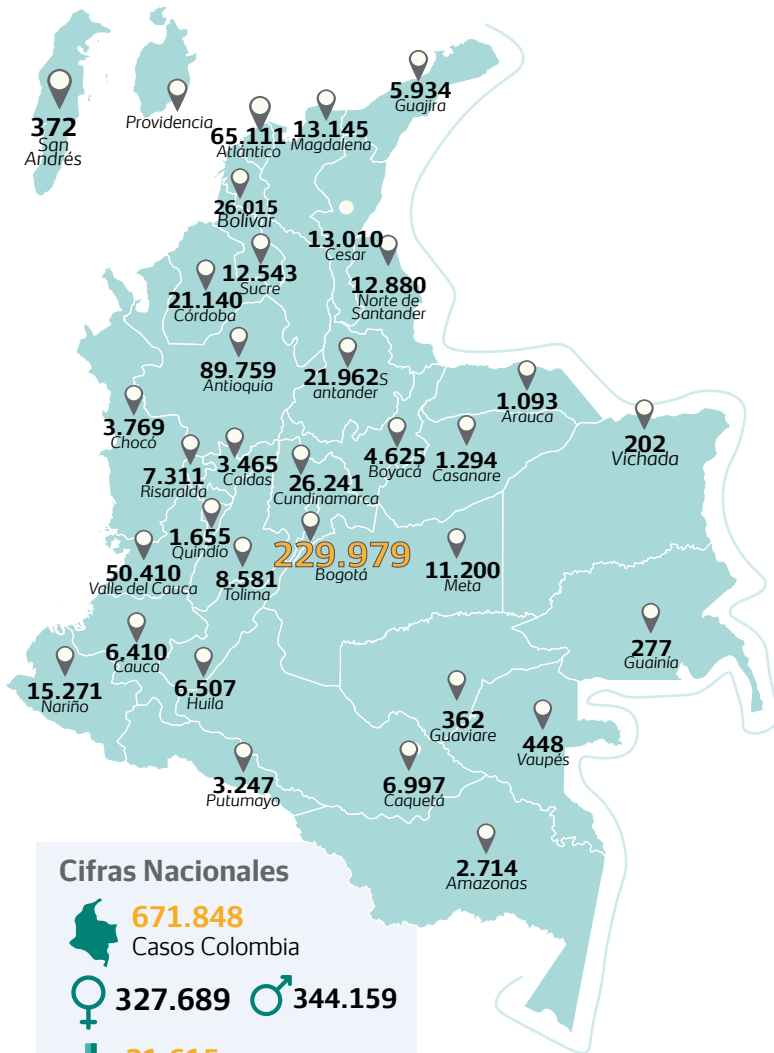 5.934
Guajira
372
San
Andrés
Providencia
65.111
Atlántico
13.145
Magdalena
26.015
Bolívar
13.010
Cesar
12.543
Sucre
12.880
Norte de
Santander
21.140
Córdoba
89.759
Antioquia
21.962S
antander
1.093
Arauca
3.769
Chocó
202
Vichada
7.311
Risaralda
3.465
Caldas
26.241
Cundinamarca
4.625
Boyacá
1.294
Casanare
1.655
Quindío
229.979
Bogotá
50.410
Valle del Cauca
8.581
Tolima
11.200
Meta
6.410
Cauca
277
Guainía
15.271
Nariño
6.507
Huila
362
Guaviare
448
Vaupés
3.247
Putumayo
6.997
Caquetá
2.714
Amazonas
Cifras Nacionales
671.848
Casos Colombia
327.689 344.159
21.615